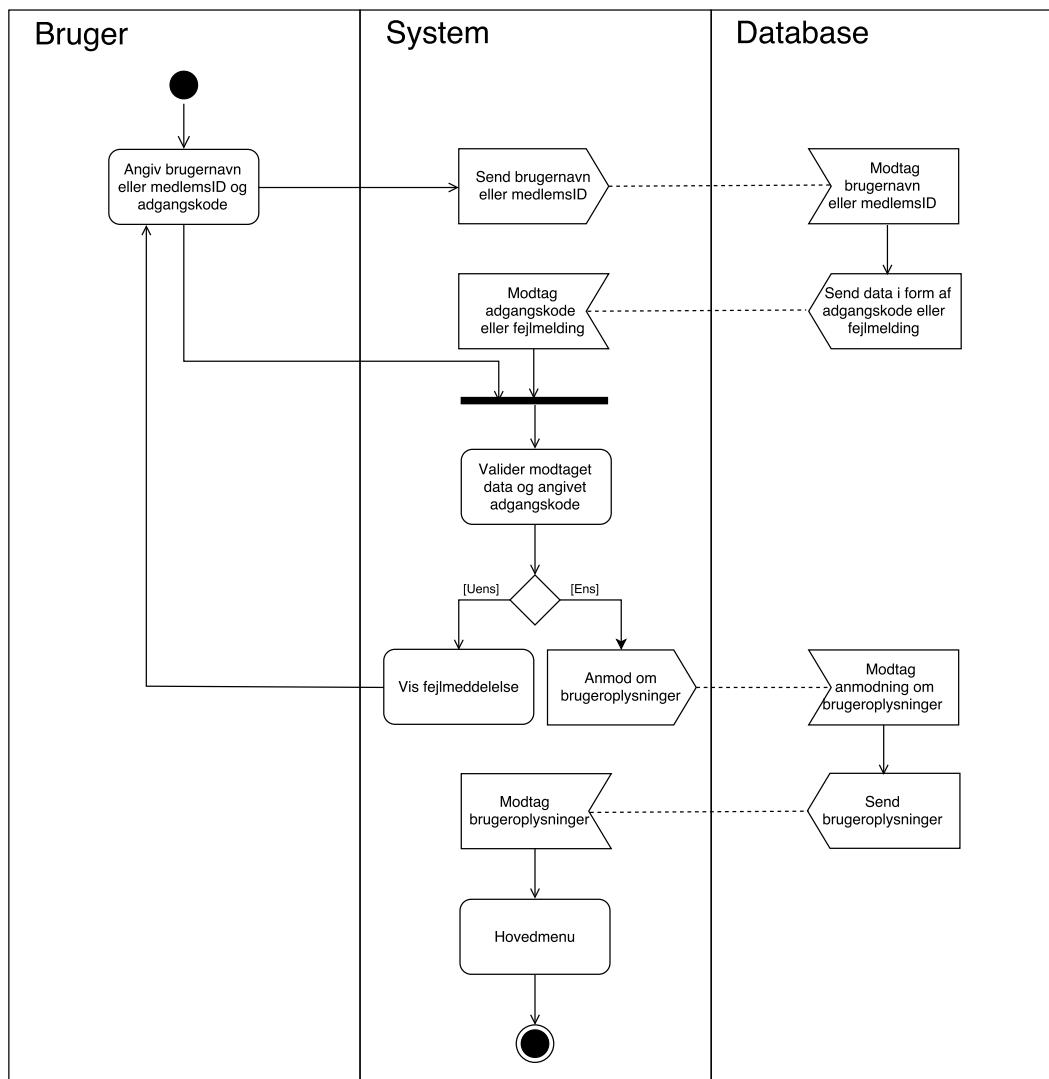 Bruger
System
Database
Angiv brugernavn
eller medlemsID og
adgangskode
Send brugernavn
eller medlemsID
Modtag
brugernavn
eller medlemsID
Modtag
adgangskode
eller fejlmelding
Send data i form af
adgangskode eller
fejlmelding
Valider modtaget
data og angivet
adgangskode
[Uens]
[Ens]
Vis fejlmeddelelse
Anmod om
brugeroplysninger
Modtag
anmodning om
brugeroplysninger
Modtag
brugeroplysninger
Send
brugeroplysninger
Hovedmenu